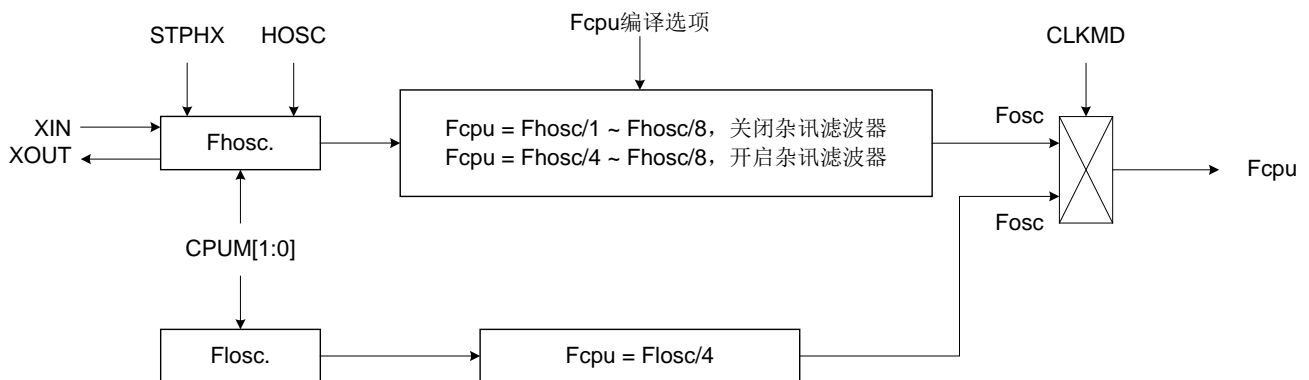 Fcpu编译选项
STPHX
HOSC
CLKMD
XIN
XOUT
Fhosc.
Fcpu = Fhosc/1 ~ Fhosc/8，关闭杂讯滤波器
Fcpu = Fhosc/4 ~ Fhosc/8，开启杂讯滤波器
Fosc
Fcpu
Fosc
CPUM[1:0]
Flosc.
Fcpu = Flosc/4